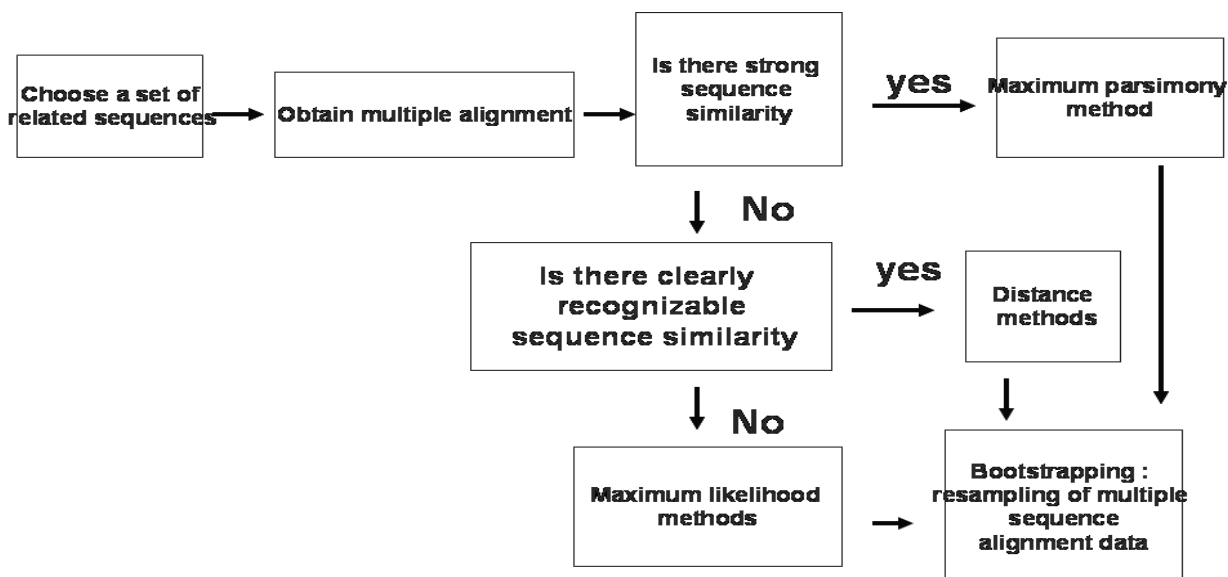 Choose a set of
related sequences
Obtain multiple alignment
Is there strong
sequence
similarity
yes
Maximum parsimony
method
No
Is there clearly
recognizable
sequence similarity
yes
Distance
methods
No
Maximum likelihood
methods
Bootstrapping :
resampling of multiple
sequence
alignment data